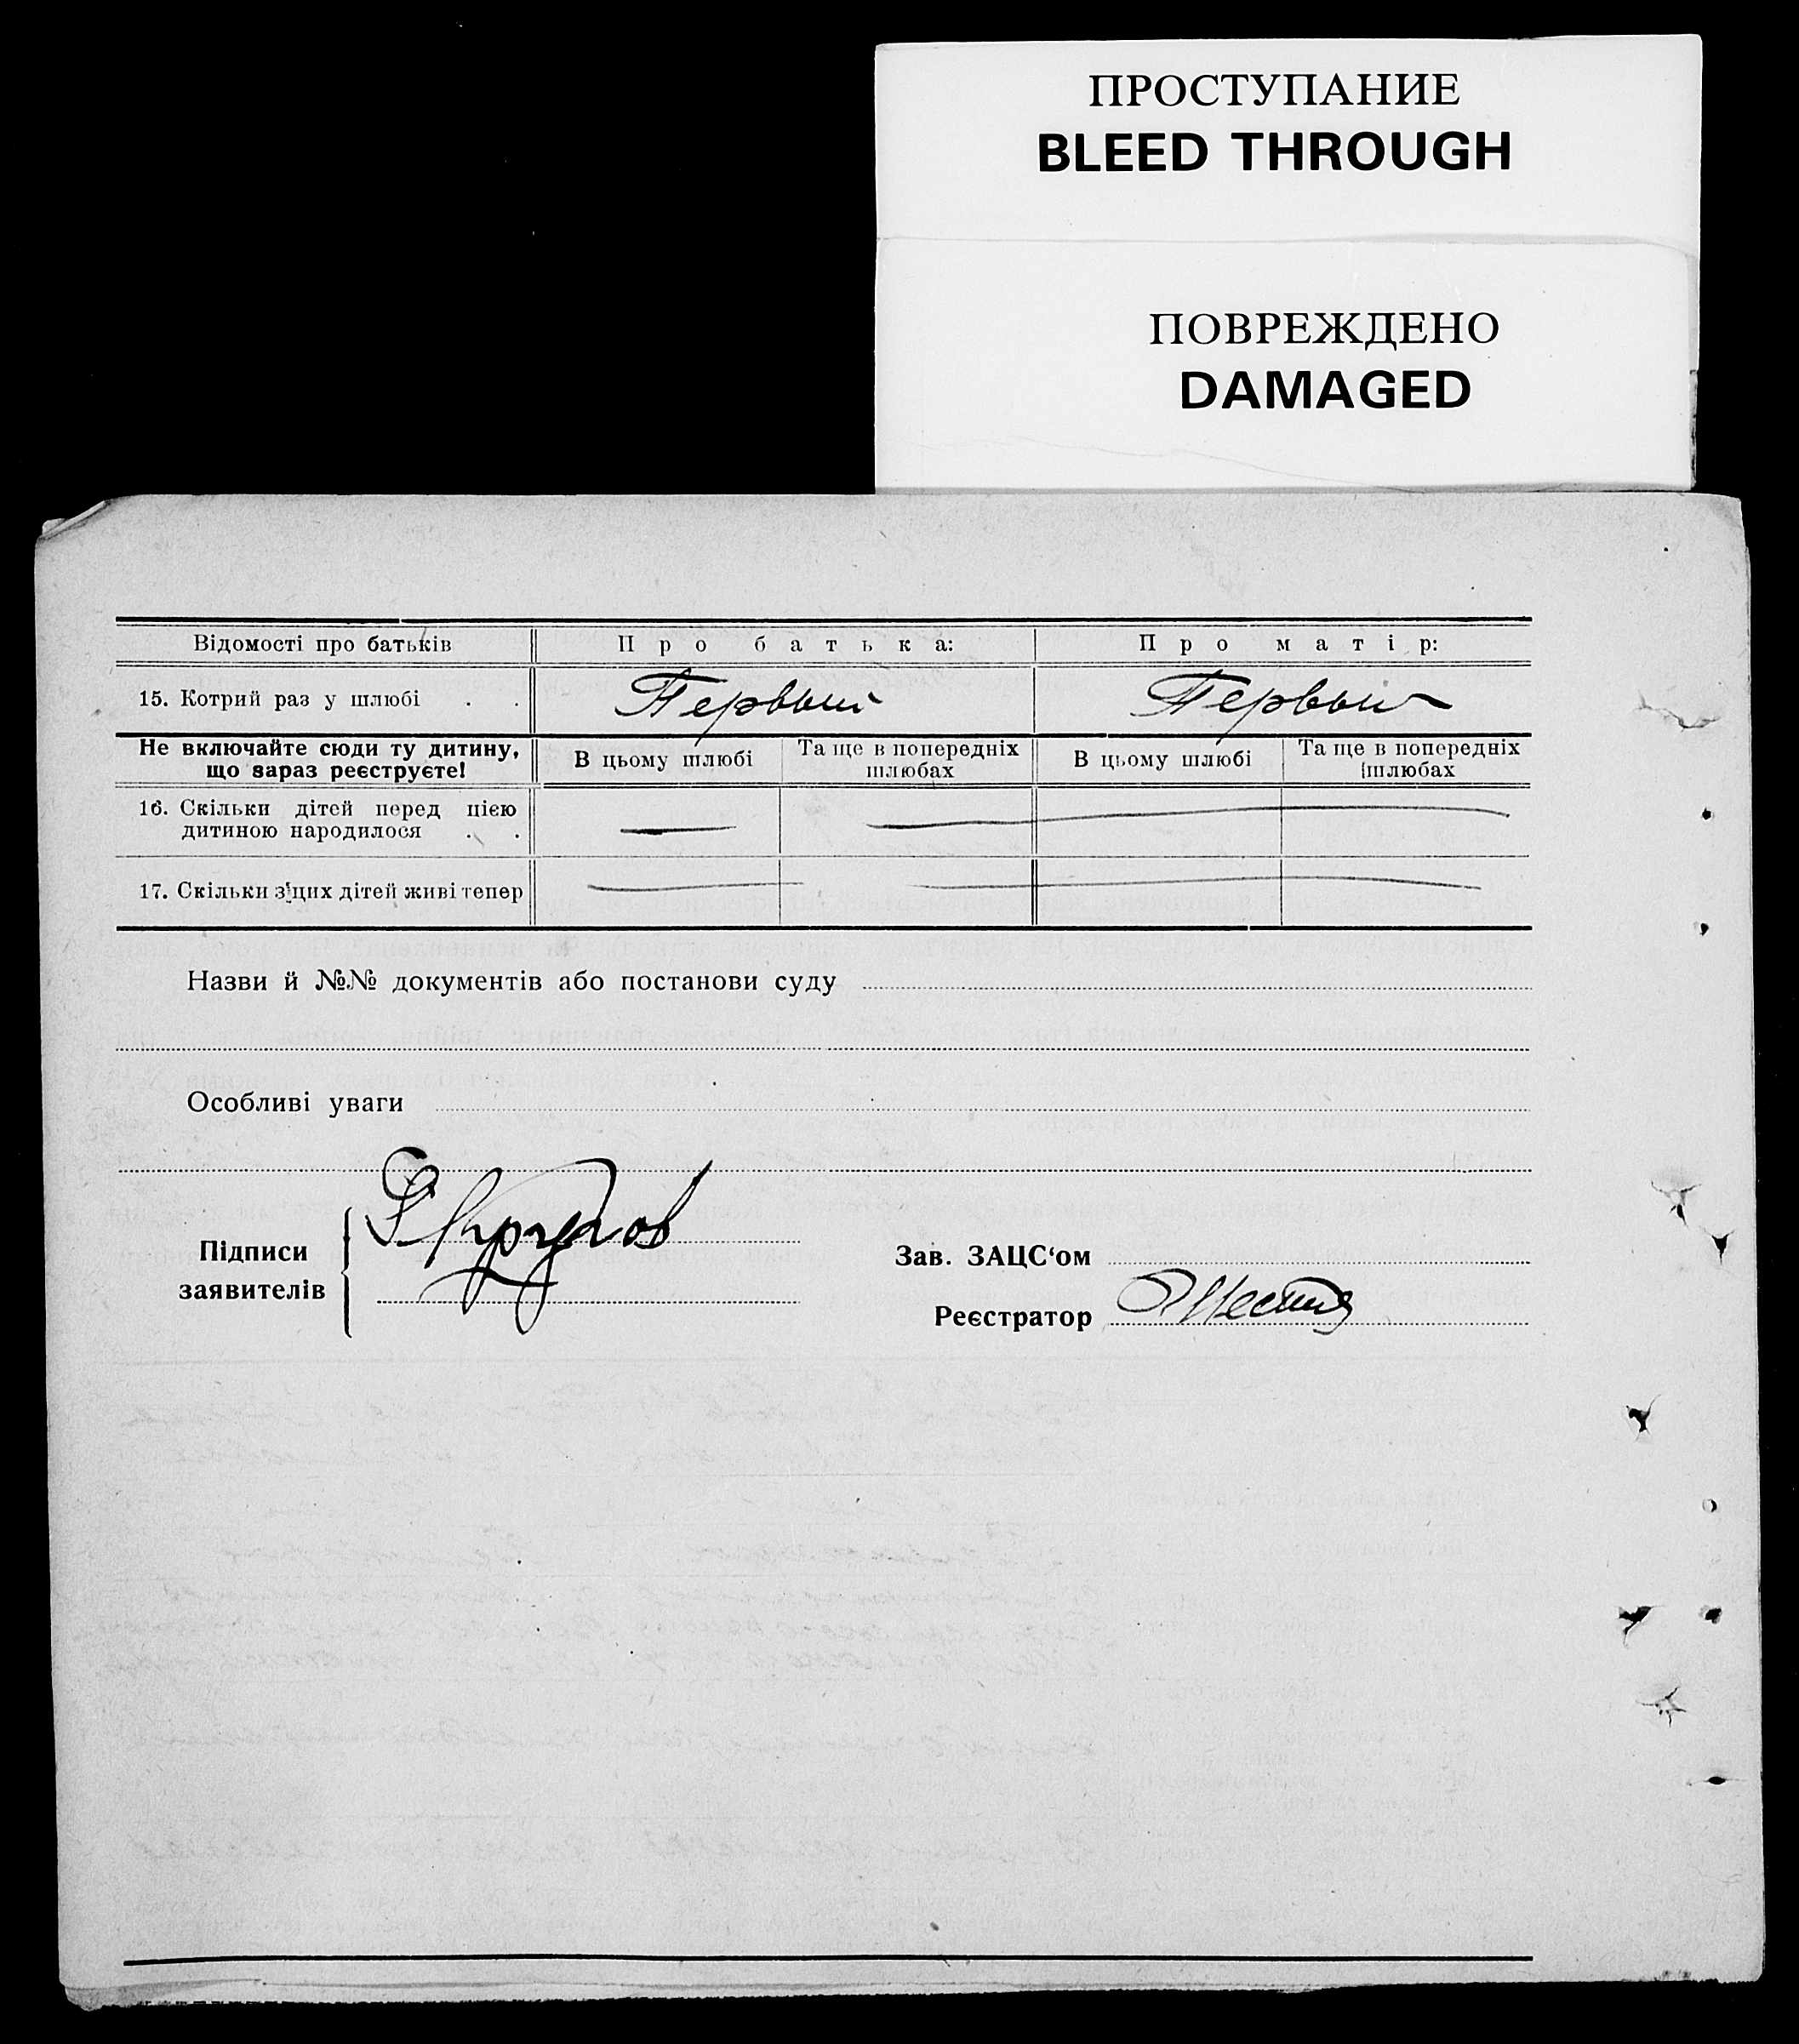 ПРОСТУПАНИЕ
BLEED THROUGH
ПОВРЕЖДЕНО
DAMAGED
Відомості про батьків Про батька: Про матір:
15. Котрий раз у шлюбі . . Первый Первый
Не включайте сюди ту дитину, що зараз реєструєте! В цьому шлюбі Та ще в попередніх шлюбах В цьому шлюбі Та ще в попередніх шлюбах
16. Скільки дітей перед цією
дитиною народилося . . — —
17. Скільки з цих дітей живі тепер — —
Назви й №№ документів або постанови суду
Особливі уваги
Підписи
заявителів
Зав. ЗАЦС'ом
Реєстратор